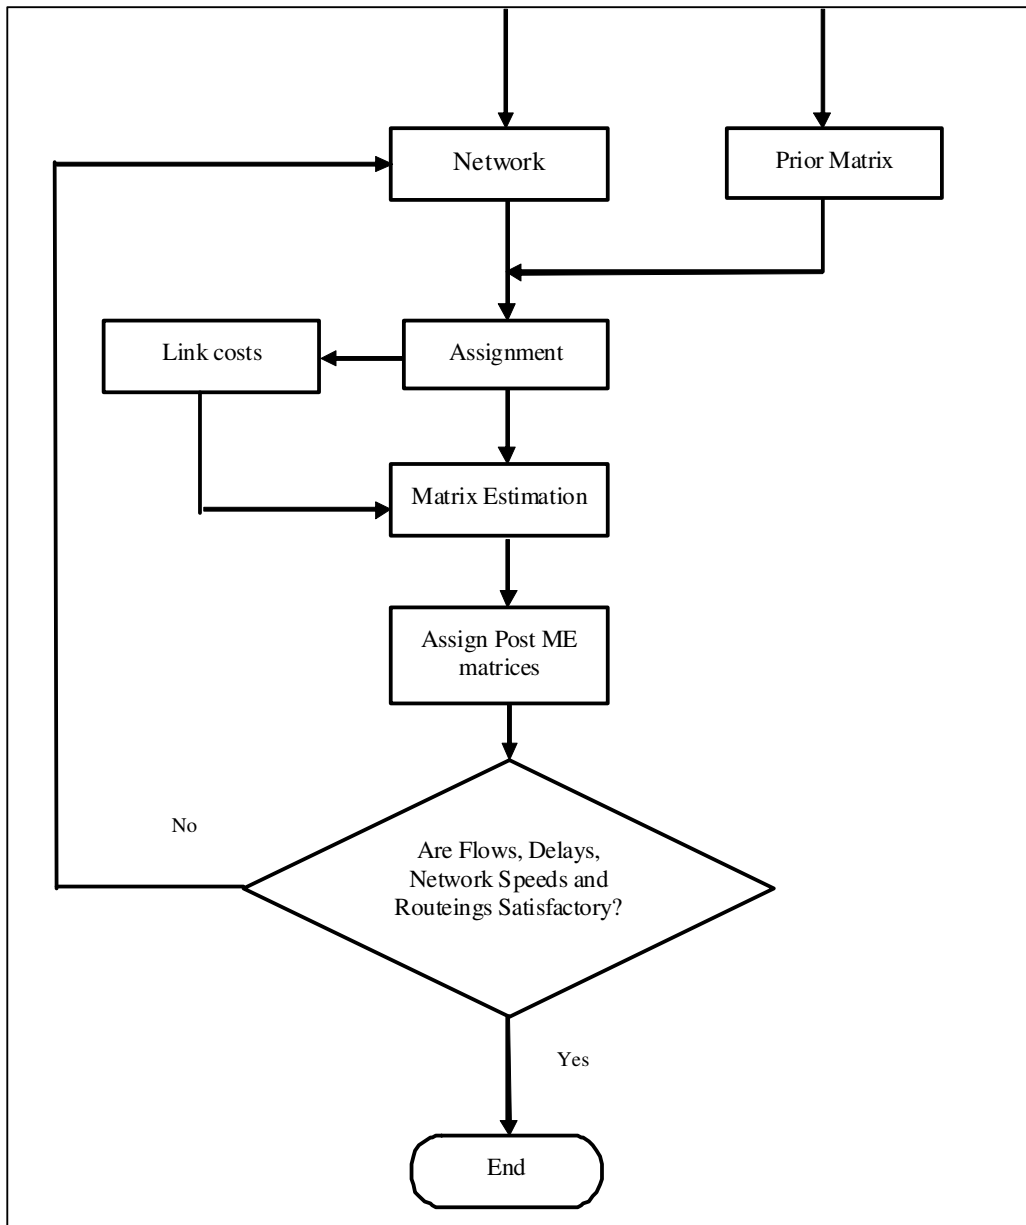 Network
Prior Matrix
Link costs
Assignment
Matrix Estimation
Assign Post ME
matrices
No
Are Flows, Delays,
Network Speeds and
Routeings Satisfactory?
Yes
End